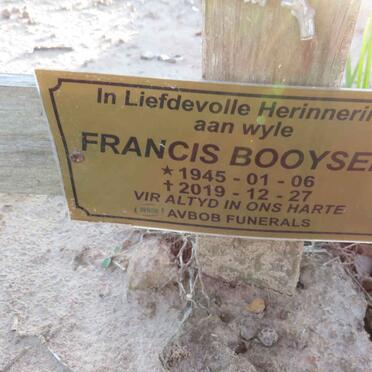 In Liefdevolle Herinnerin
aan wyle
FRANCIS BOOYSE
★ 1945 - 01 - 06
✝ 2019 - 12 - 27
VIR ALTYD IN ONS HARTE
AVBOB FUNERALS